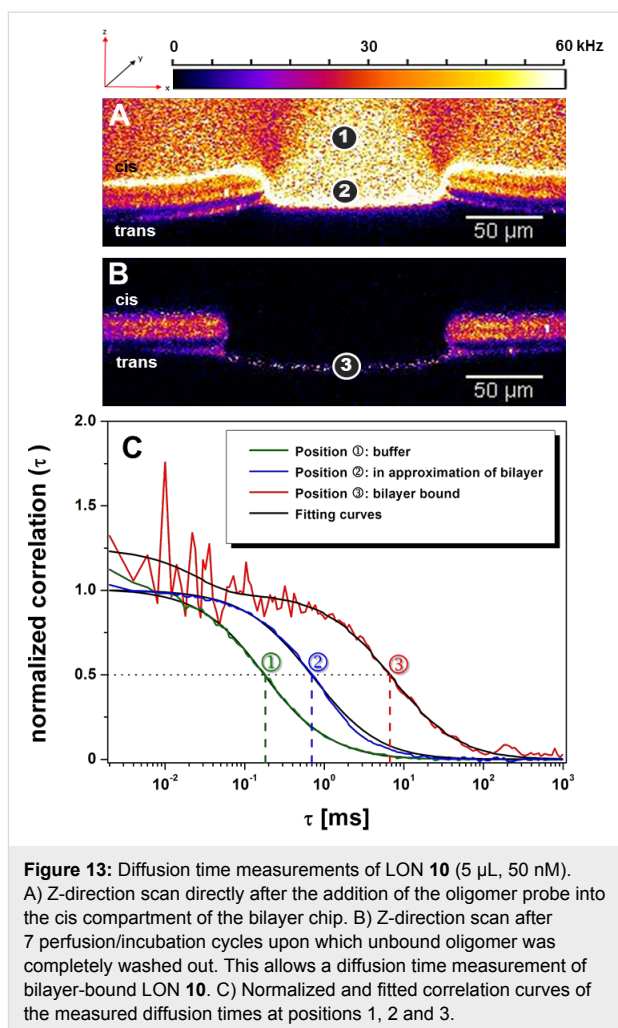 0 30 60 kHz
z
y
x
A
1
cis
2
trans
50 µm
B
cis
trans
3
50 µm
C
Position ①: buffer
Position ②: in approximation of bilayer
Position ③: bilayer bound
Fitting curves
normalized correlation (τ)
2.0
1.5
1.0
0.5
0
① ② ③
10⁻² 10⁻¹ 10⁰ 10¹ 10² 10³
τ [ms]
Figure 13: Diffusion time measurements of LON 10 (5 µL, 50 nM).
A) Z-direction scan directly after the addition of the oligomer probe into
the cis compartment of the bilayer chip. B) Z-direction scan after
7 perfusion/incubation cycles upon which unbound oligomer was
completely washed out. This allows a diffusion time measurement of
bilayer-bound LON 10. C) Normalized and fitted correlation curves of
the measured diffusion times at positions 1, 2 and 3.